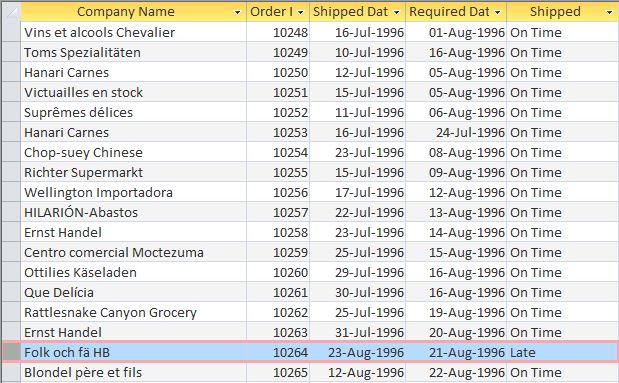 Company Name Order I Shipped Dat Required Dat Shipped
Vins et alcools Chevalier 10248 16-Jul-1996 01-Aug-1996 On Time
Toms Spezialitäten 10249 10-Jul-1996 16-Aug-1996 On Time
Hanari Carnes 10250 12-Jul-1996 05-Aug-1996 On Time
Victuailles en stock 10251 15-Jul-1996 05-Aug-1996 On Time
Suprêmes délices 10252 11-Jul-1996 06-Aug-1996 On Time
Hanari Carnes 10253 16-Jul-1996 24-Jul-1996 On Time
Chop-suey Chinese 10254 23-Jul-1996 08-Aug-1996 On Time
Richter Supermarkt 10255 15-Jul-1996 09-Aug-1996 On Time
Wellington Importadora 10256 17-Jul-1996 12-Aug-1996 On Time
HILARIÓN-Abastos 10257 22-Jul-1996 13-Aug-1996 On Time
Ernst Handel 10258 23-Jul-1996 14-Aug-1996 On Time
Centro comercial Moctezuma 10259 25-Jul-1996 15-Aug-1996 On Time
Ottilies Käseladen 10260 29-Jul-1996 16-Aug-1996 On Time
Que Delícia 10261 30-Jul-1996 16-Aug-1996 On Time
Rattlesnake Canyon Grocery 10262 25-Jul-1996 19-Aug-1996 On Time
Ernst Handel 10263 31-Jul-1996 20-Aug-1996 On Time
Folk och fä HB 10264 23-Aug-1996 21-Aug-1996 Late
Blondel père et fils 10265 12-Aug-1996 22-Aug-1996 On Time